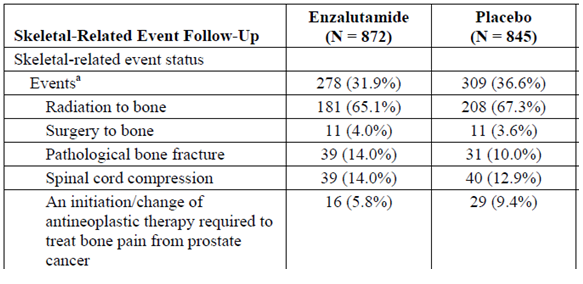 Skeletal-Related Event Follow-Up Enzalutamide (N = 872) Placebo (N = 845)
Skeletal-related event status
Eventsᵃ 278 (31.9%) 309 (36.6%)
Radiation to bone 181 (65.1%) 208 (67.3%)
Surgery to bone 11 (4.0%) 11 (3.6%)
Pathological bone fracture 39 (14.0%) 31 (10.0%)
Spinal cord compression 39 (14.0%) 40 (12.9%)
An initiation/change of 16 (5.8%) 29 (9.4%)
antineoplastic therapy required to
treat bone pain from prostate
cancer